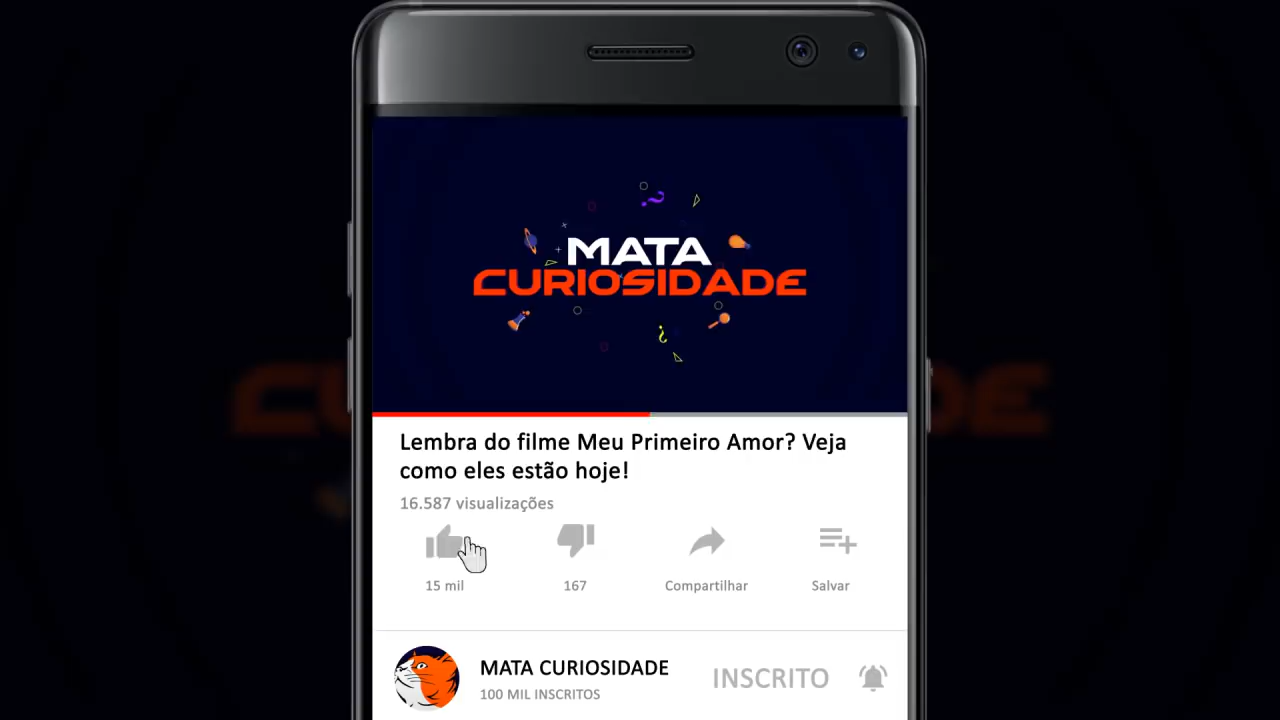 MATA
CURIOSIDADE
Lembra do filme Meu Primeiro Amor? Veja
como eles estão hoje!
16.587 visualizações
15 mil
167
Compartilhar
Salvar
MATA CURIOSIDADE
INSCRITO
100 MIL INSCRITOS